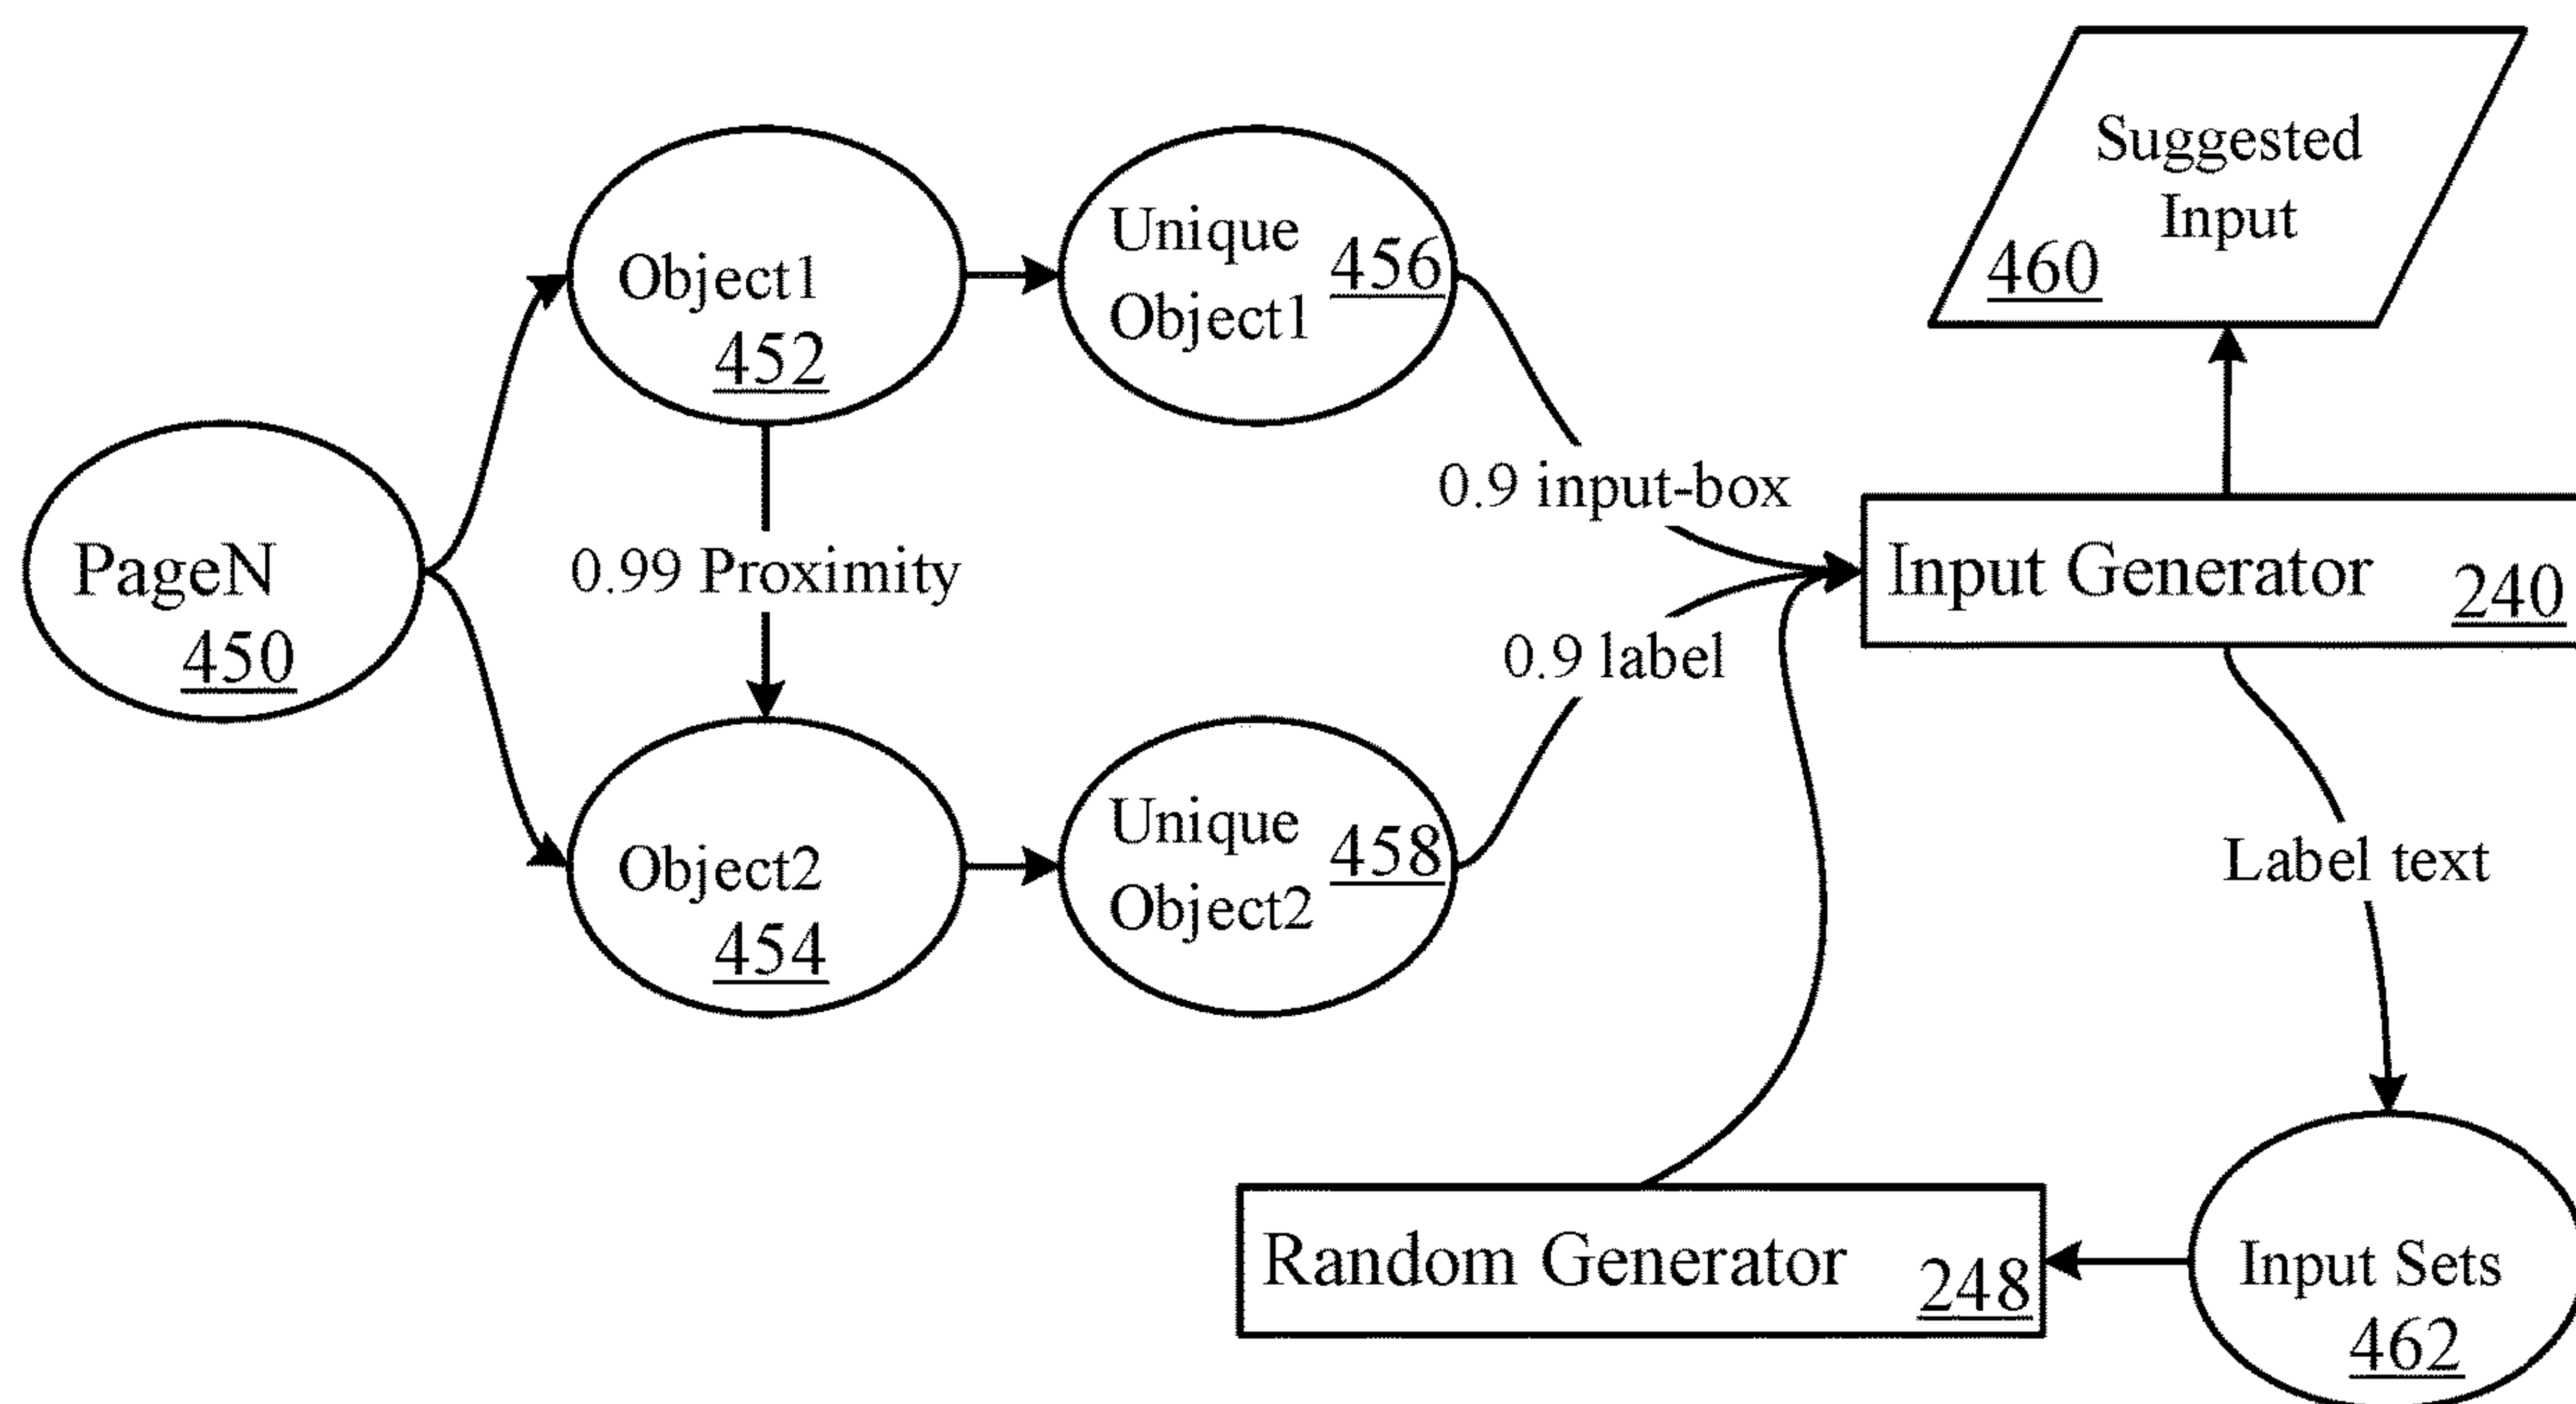 PageN
450
Object1
452
0.99 Proximity
Object2
454
Unique
Object1
456
Unique
Object2
458
0.9 input-box
0.9 label
Suggested
Input
460
Input Generator 240
Label text
Input Sets
462
Random Generator 248